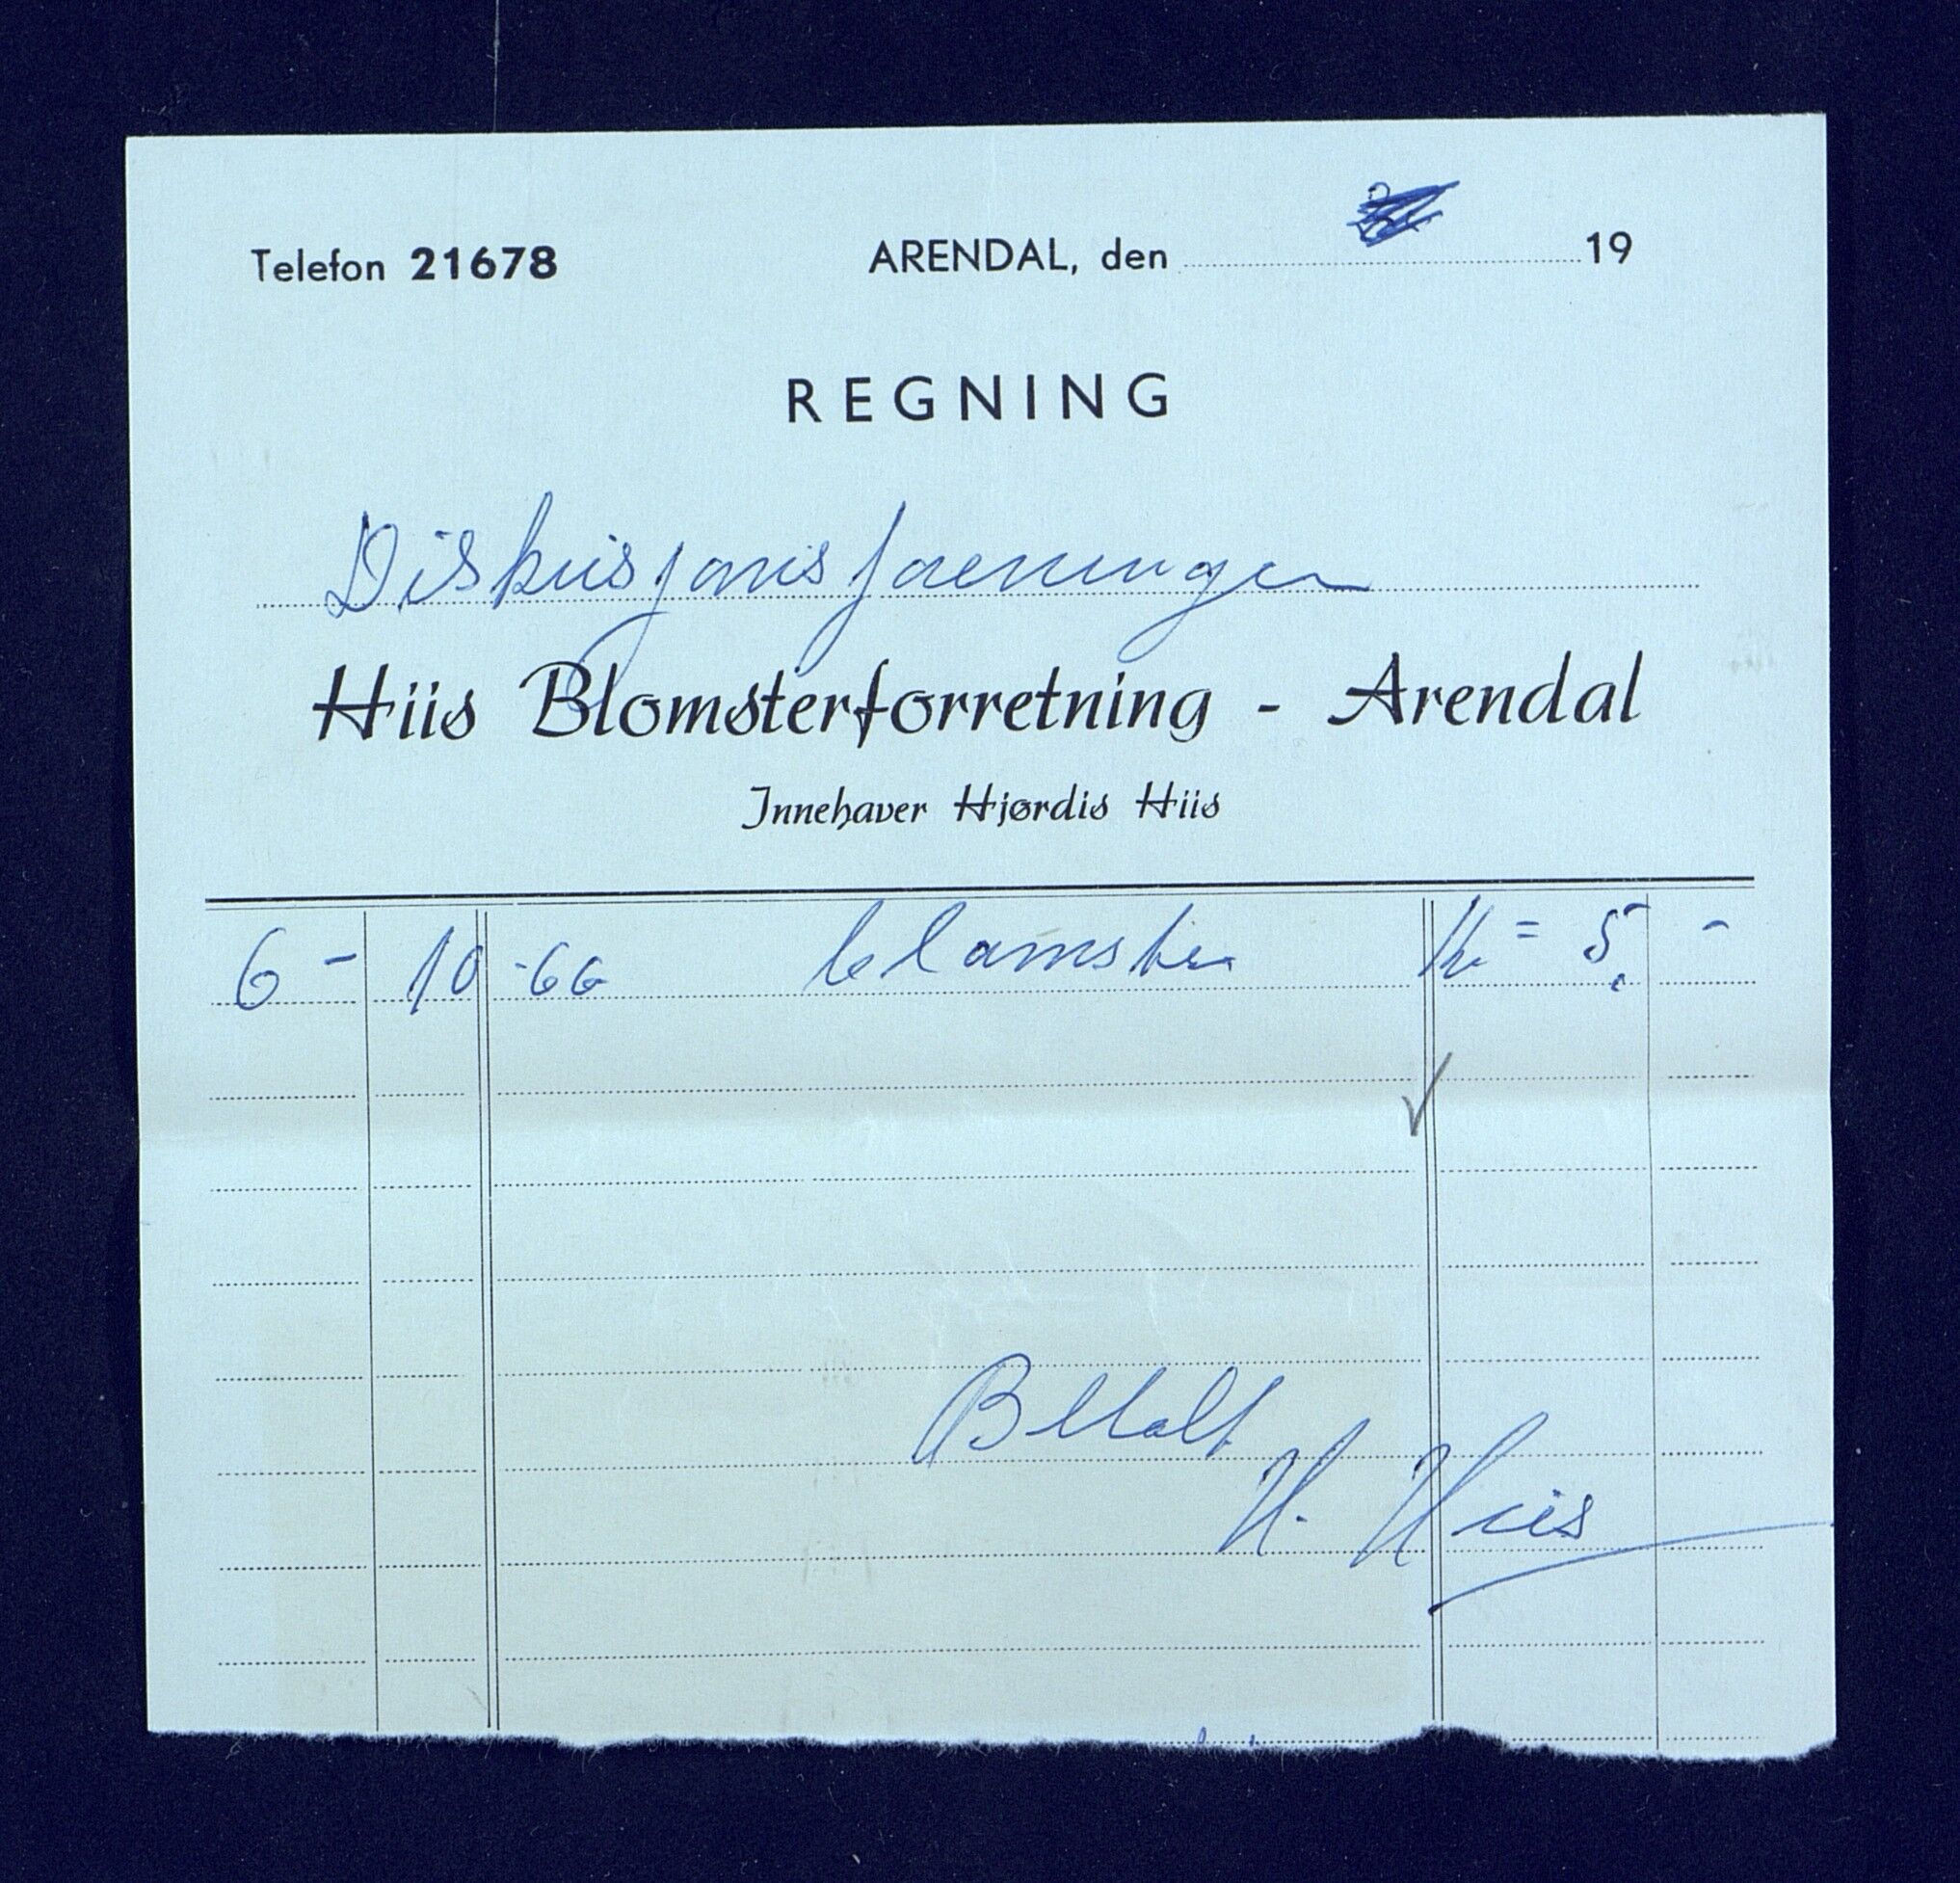 Telefon 21678 ARENDAL, den 19
REGNING
Diskusjonsforeningen
Hiis Blomsterforretning - Arendal
Innehaver Hjørdis Hiis
6 - 10 -66 blomster Kr = 5. -
Betalt
H. Hiis